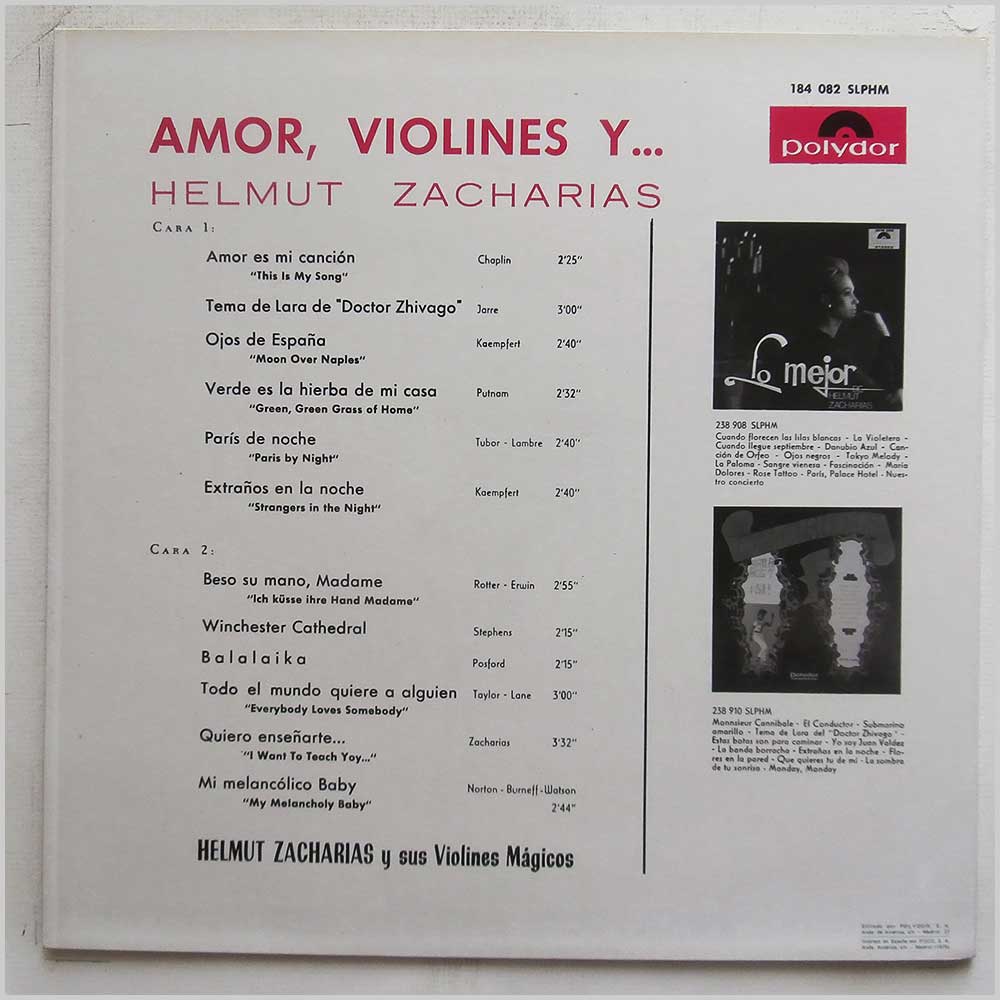 184 082 SLPHM
polydor
AMOR, VIOLINES Y...
HELMUT ZACHARIAS
CARA 1:
Amor es mi canción Chaplin 2'25"
"This Is My Song"
Tema de Lara de "Doctor Zhivago" Jarre 3'00"
Ojos de España Kaempfert 2'40"
"Moon Over Naples"
Verde es la hierba de mi casa Putnam 2'32"
"Green, Green Grass of Home"
París de noche Tubor - Lambre 2'40"
"Paris by Night"
Extraños en la noche Kaempfert 2'40"
"Strangers in the Night"
CARA 2:
Beso su mano, Madame Rotter - Erwin 2'55"
"Ich küsse ihre Hand Madame"
Winchester Cathedral Stephens 2'15"
Balalaika Posford 2'15"
Todo el mundo quiere a alguien Taylor - Lane 3'00"
"Everybody Loves Somebody"
Quiero enseñarte... Zacharias 3'32"
"I Want To Teach Yoy..."
Mi melancólico Baby Norton - Burneff - Watson
"My Melancholy Baby" 2'44"
HELMUT ZACHARIAS y sus Violines Mágicos
Lo mejor
DE
HELMUT
ZACHARIAS
238 908 SLPHM
Cuando florecen las lilas blancas - La Violetera -
Cuando llegue septiembre - Danubio Azul - Can-
ción de Orfeo - Ojos negros - Tokyo Melody -
La Paloma - Sangre vienesa - Fascinación - María
Dolores - Rose Tattoo - París, Palace Hotel - Nues-
tro concierto
238 910 SLPHM
Monnsieur Cannibale - El Conductor - Submarino
amarillo - Tema de Lara del "Doctor Zhivago" -
Estas botas son para caminar - Yo soy Juan Valdez
- La banda borracha - Extraños en la noche - Flo-
res en la pared - Que quieres tu de mi - La sombra
de tu sonrisa - Monday, Monday